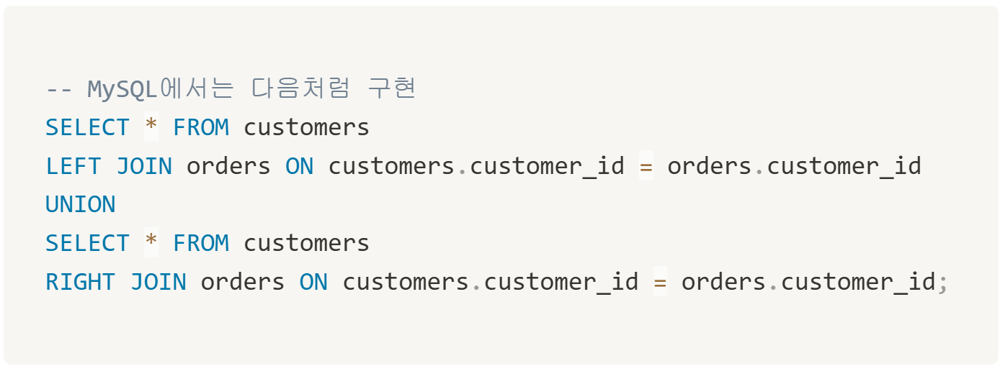 -- MySQL에서는 다음처럼 구현
SELECT * FROM customers
LEFT JOIN orders ON customers.customer_id = orders.customer_id
UNION
SELECT * FROM customers
RIGHT JOIN orders ON customers.customer_id = orders.customer_id;